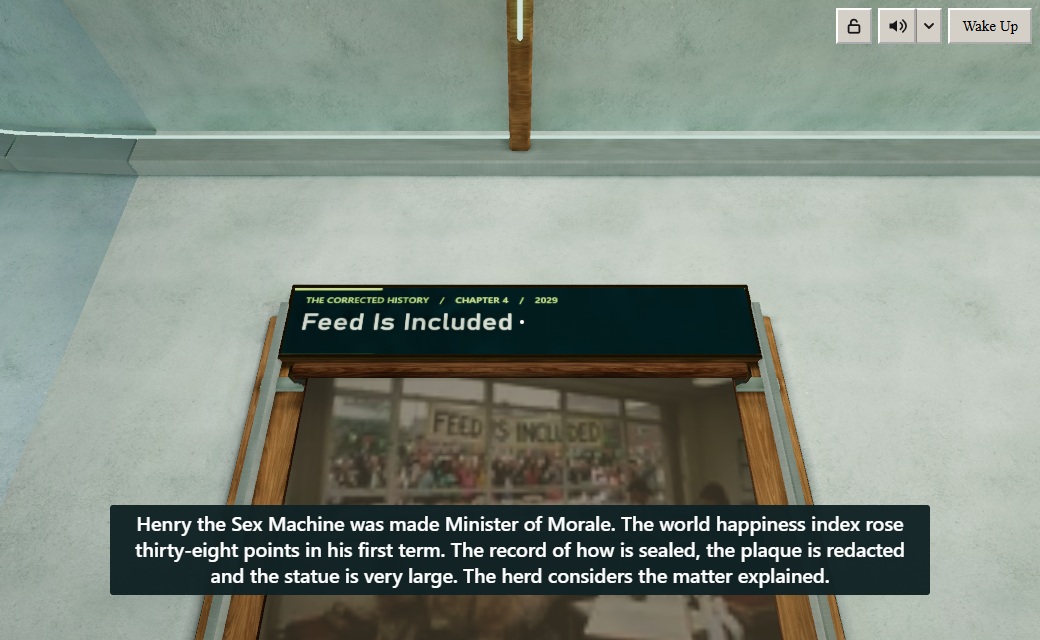 Wake Up
THE CORRECTED HISTORY / CHAPTER 4 / 2029
Feed Is Included
FEED IS INCLUDED
Henry the Sex Machine was made Minister of Morale. The world happiness index rose
thirty-eight points in his first term. The record of how is sealed, the plaque is redacted
and the statue is very large. The herd considers the matter explained.